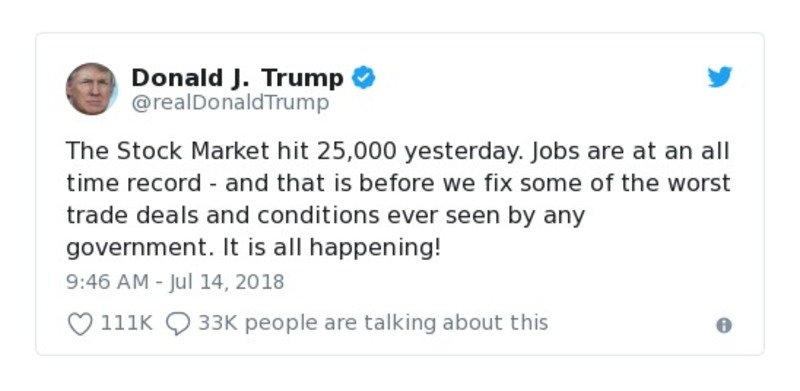 Donald J. Trump
@realDonaldTrump
The Stock Market hit 25,000 yesterday. Jobs are at an all
time record - and that is before we fix some of the worst
trade deals and conditions ever seen by any
government. It is all happening!
9:46 AM - Jul 14, 2018
111K 33K people are talking about this